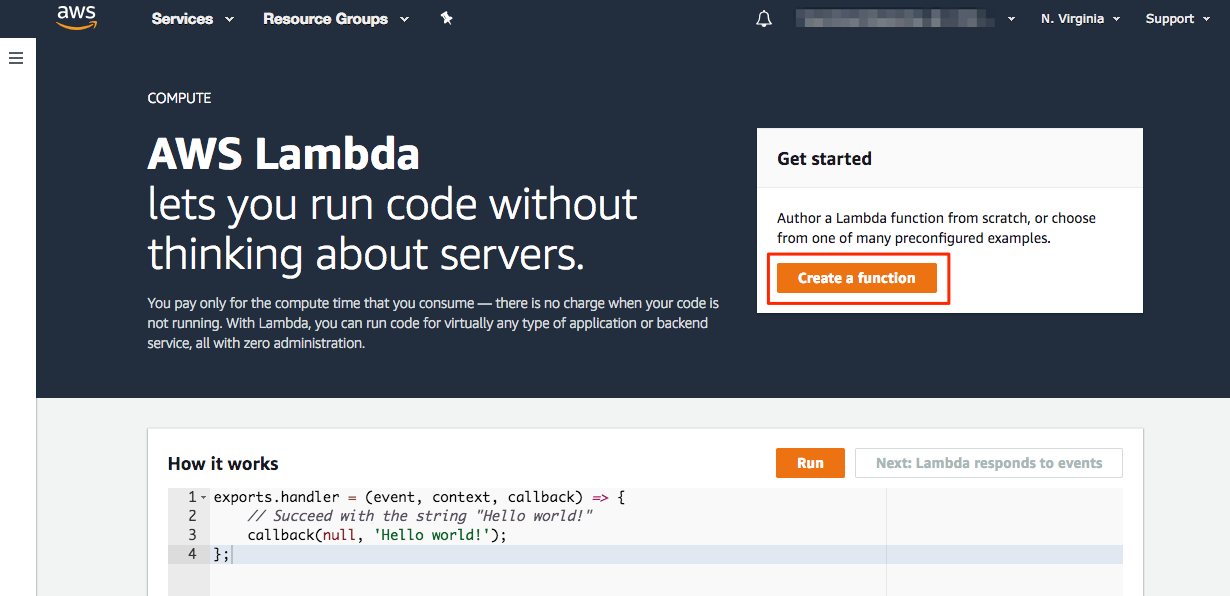 aws Services Resource Groups N. Virginia Support
COMPUTE
AWS Lambda
lets you run code without
thinking about servers.
You pay only for the compute time that you consume — there is no charge when your code is
not running. With Lambda, you can run code for virtually any type of application or backend
service, all with zero administration.
Get started
Author a Lambda function from scratch, or choose
from one of many preconfigured examples.
Create a function
How it works
Run
Next: Lambda responds to events
1 exports.handler = (event, context, callback) => {
2 // Succeed with the string "Hello world!"
3 callback(null, 'Hello world!');
4 };